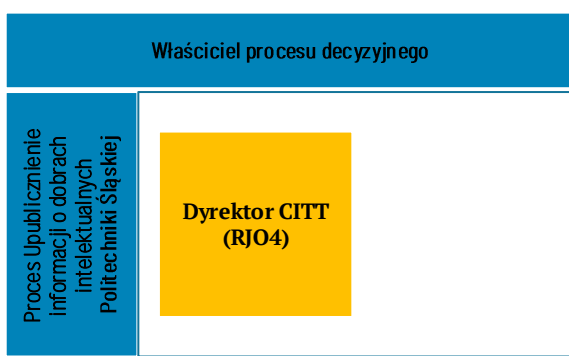 Właściciel procesu decyzyjnego
Proces Upublicznienie
Informacji o dobrach
intelektualnych
Politechniki Śląskiej
Dyrektor CITT
(RJO4)